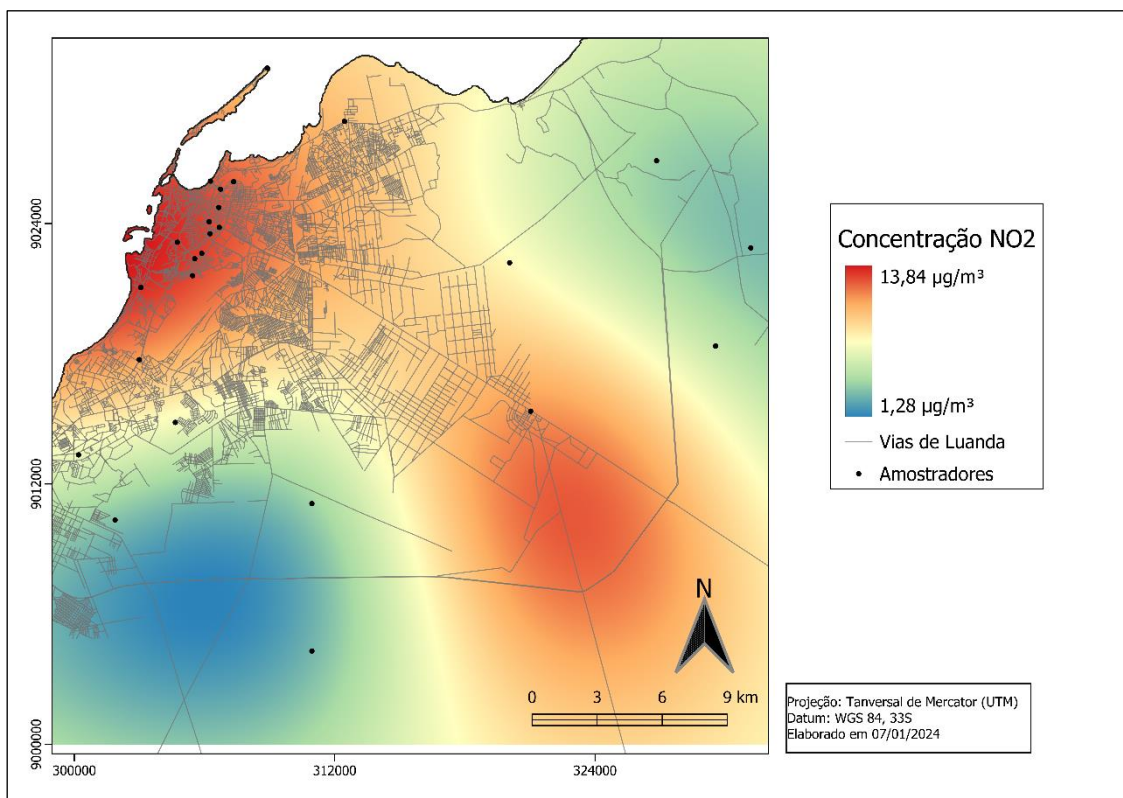 9024000
9012000
9000000
300000
312000
324000
N
0 3 6 9 km
Concentração NO2
13,84 µg/m³
1,28 µg/m³
Vias de Luanda
Amostradores
Projeção: Tanversal de Mercator (UTM)
Datum: WGS 84, 33S
Elaborado em 07/01/2024